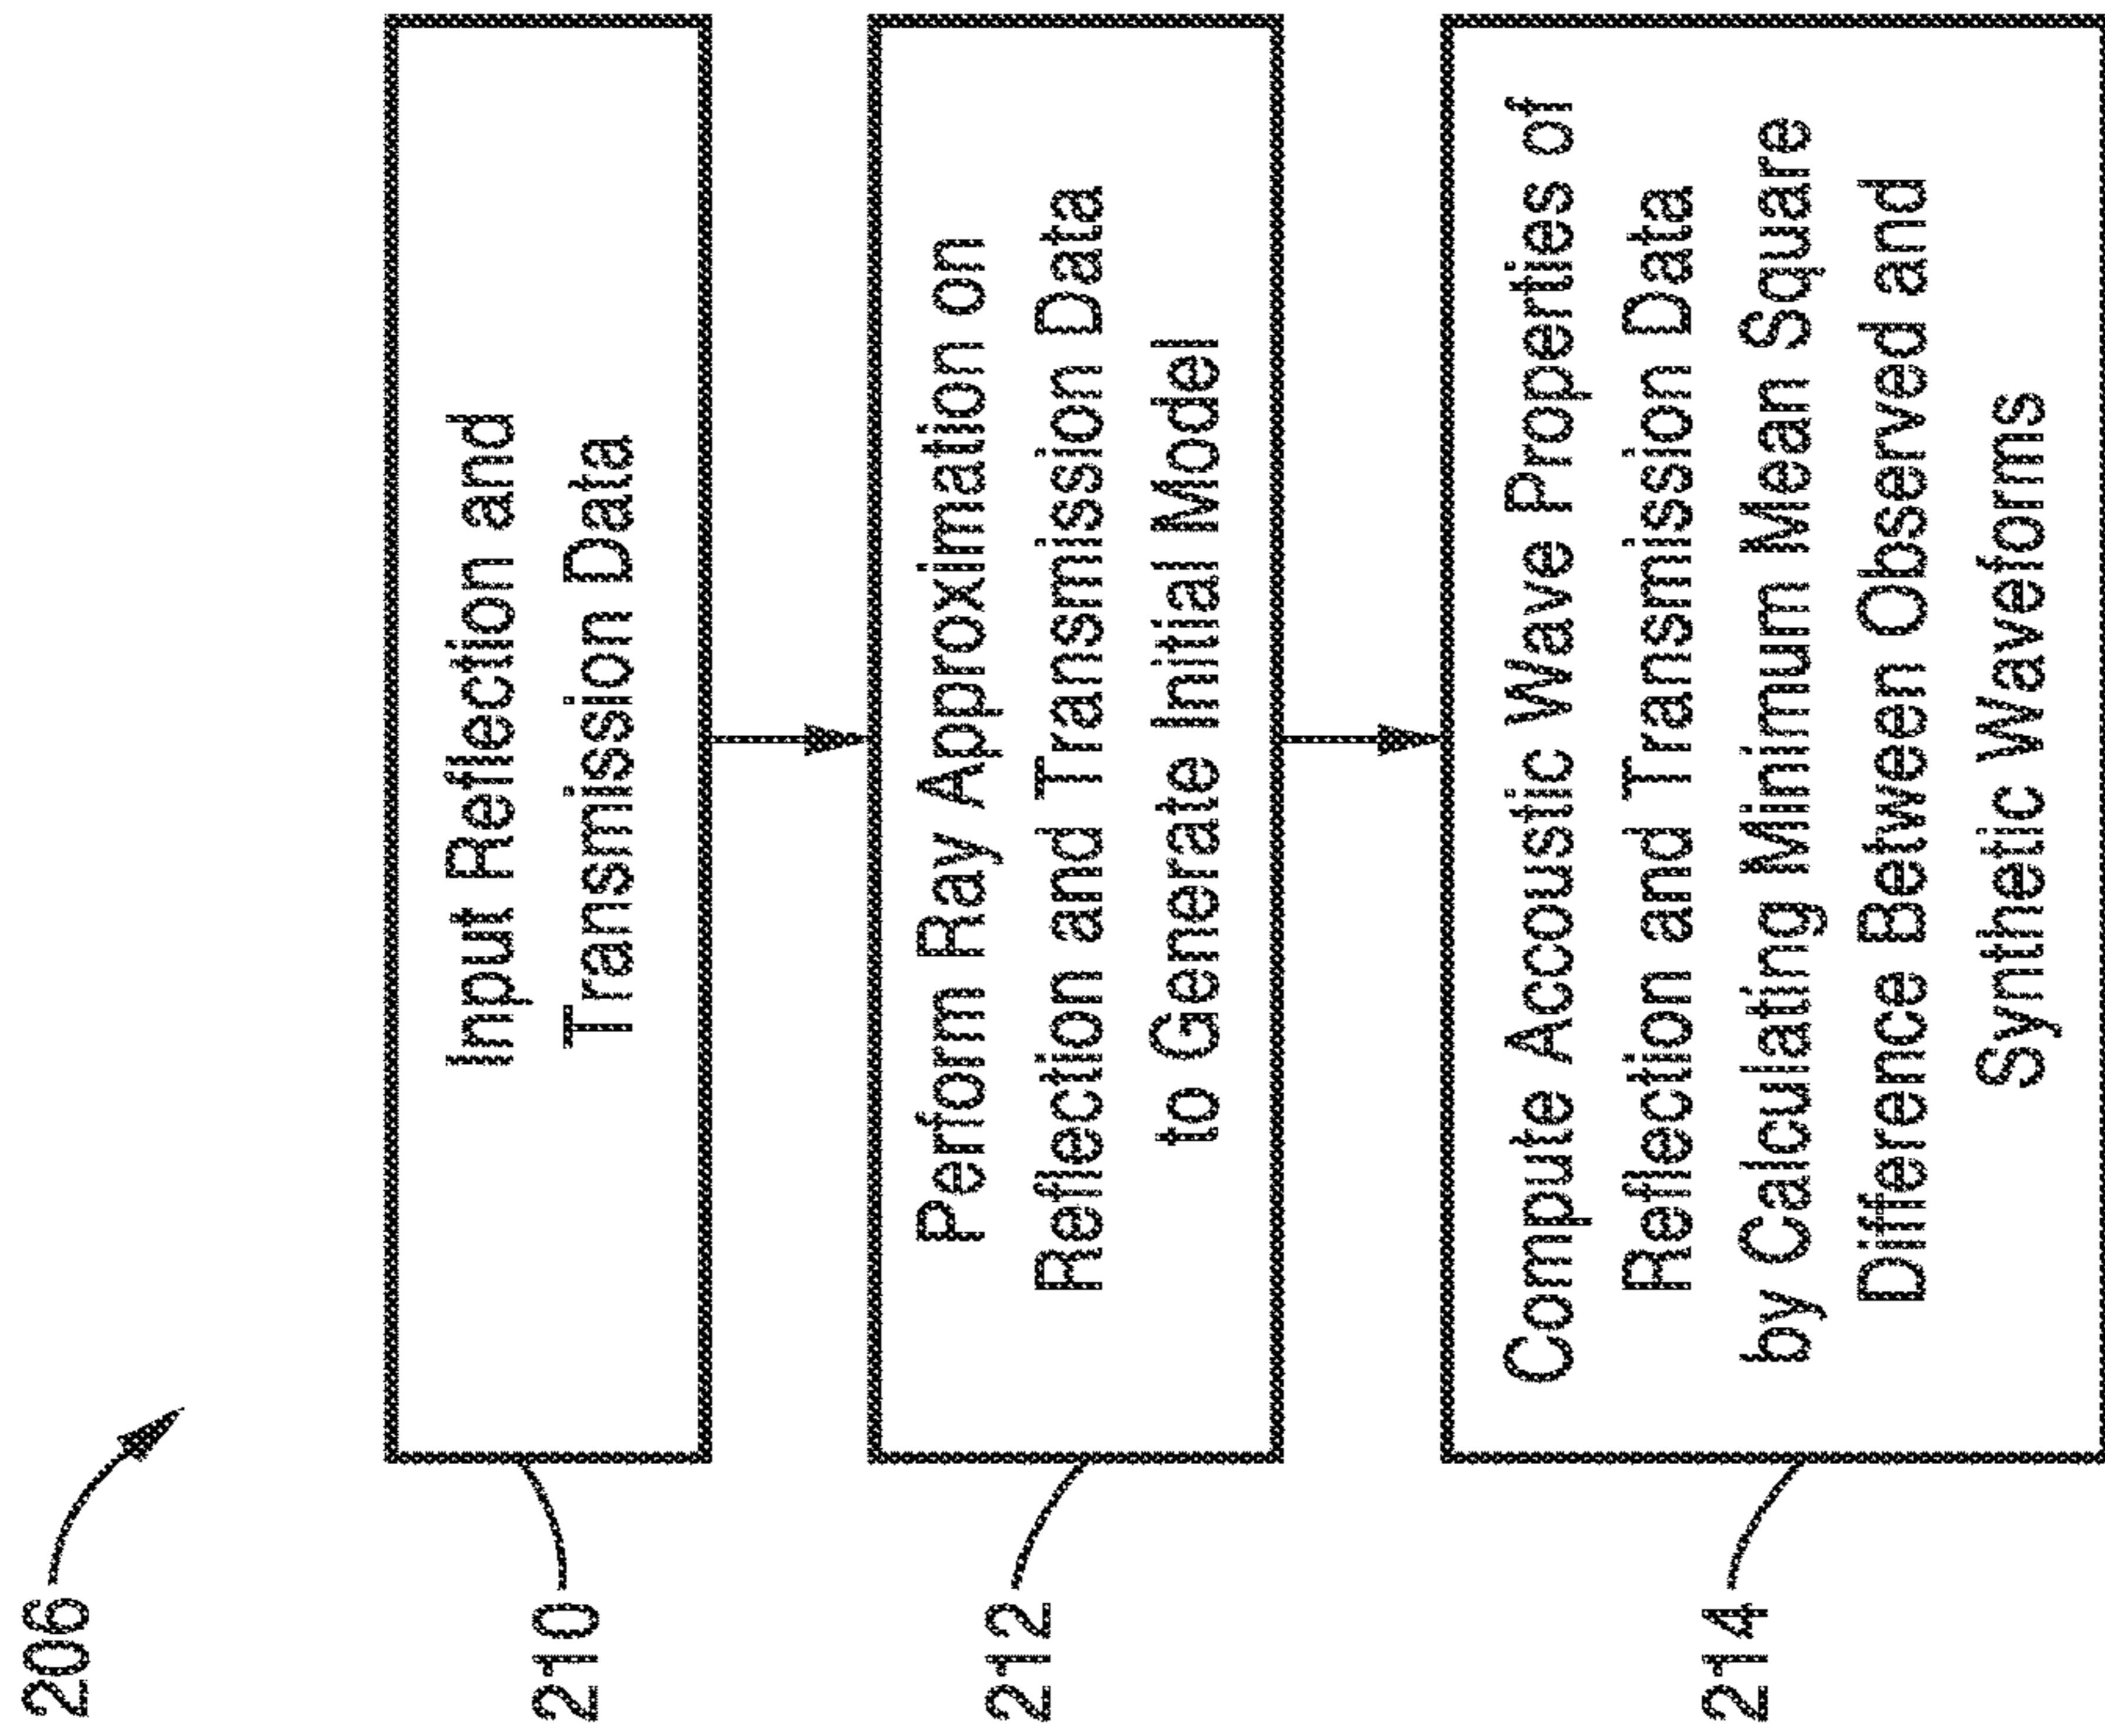 206
210
Input Reflection and
Transmission Data
212
Perform Ray Approximation on
Reflection and Transmission Data
to Generate Initial Model
214
Compute Accoustic Wave Properties of
Reflection and Transmission Data
by Calculating Minimum Mean Square
Difference Between Observed and
Synthetic Waveforms